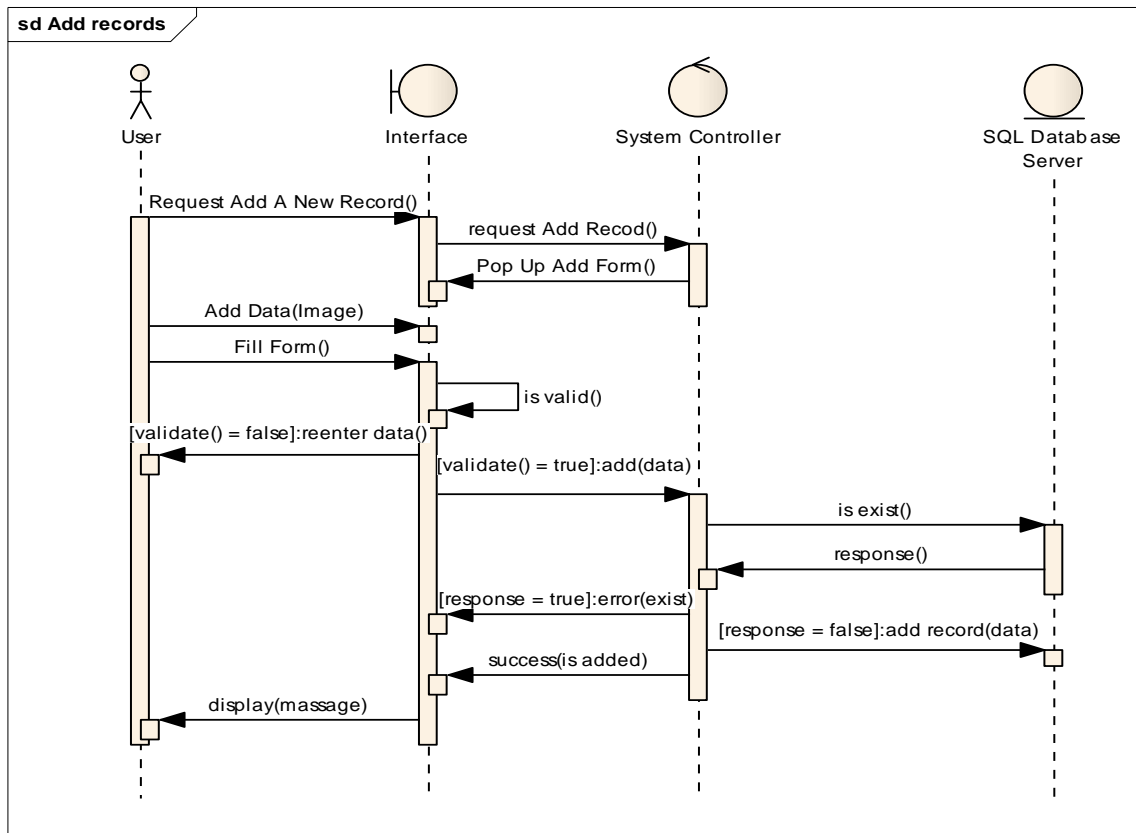 sd Add records
User
Interface
System Controller
SQL Database
Server
Request Add A New Record()
request Add Recod()
Pop Up Add Form()
Add Data(Image)
Fill Form()
is valid()
[validate() = false]:reenter data()
[validate() = true]:add(data)
is exist()
response()
[response = true]:error(exist)
[response = false]:add record(data)
success(is added)
display(massage)